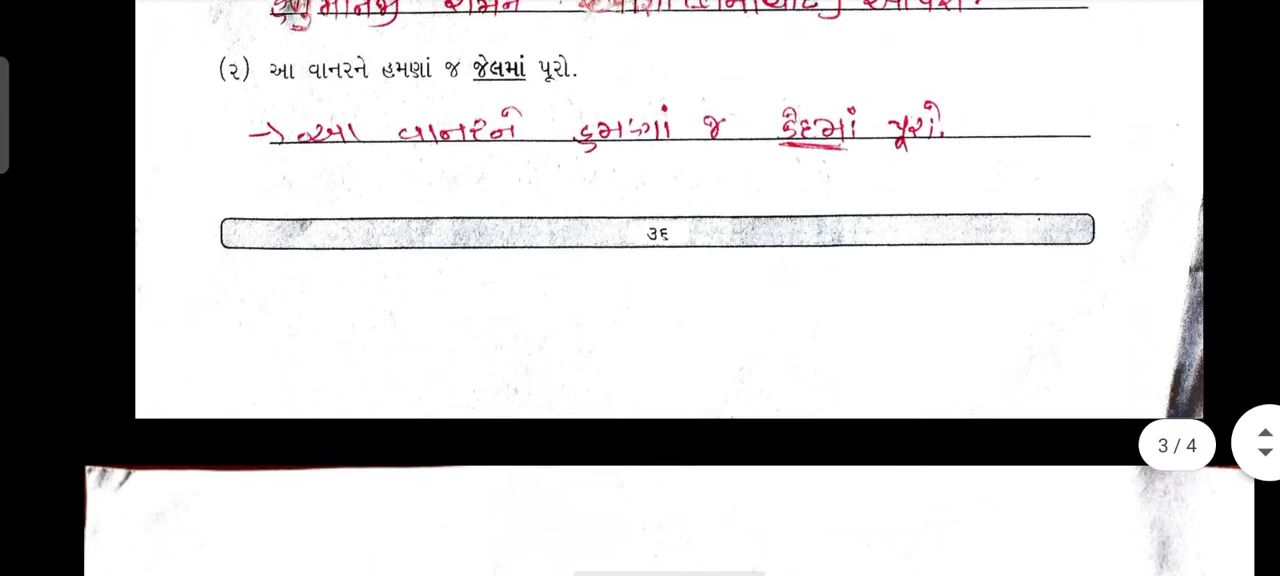 (૨) આ વાનરને હમણાં જ જેલમાં પૂરો.
→ આ વાનરને હમણાં જ કેદમાં પૂરો.
૩૬
3 / 4